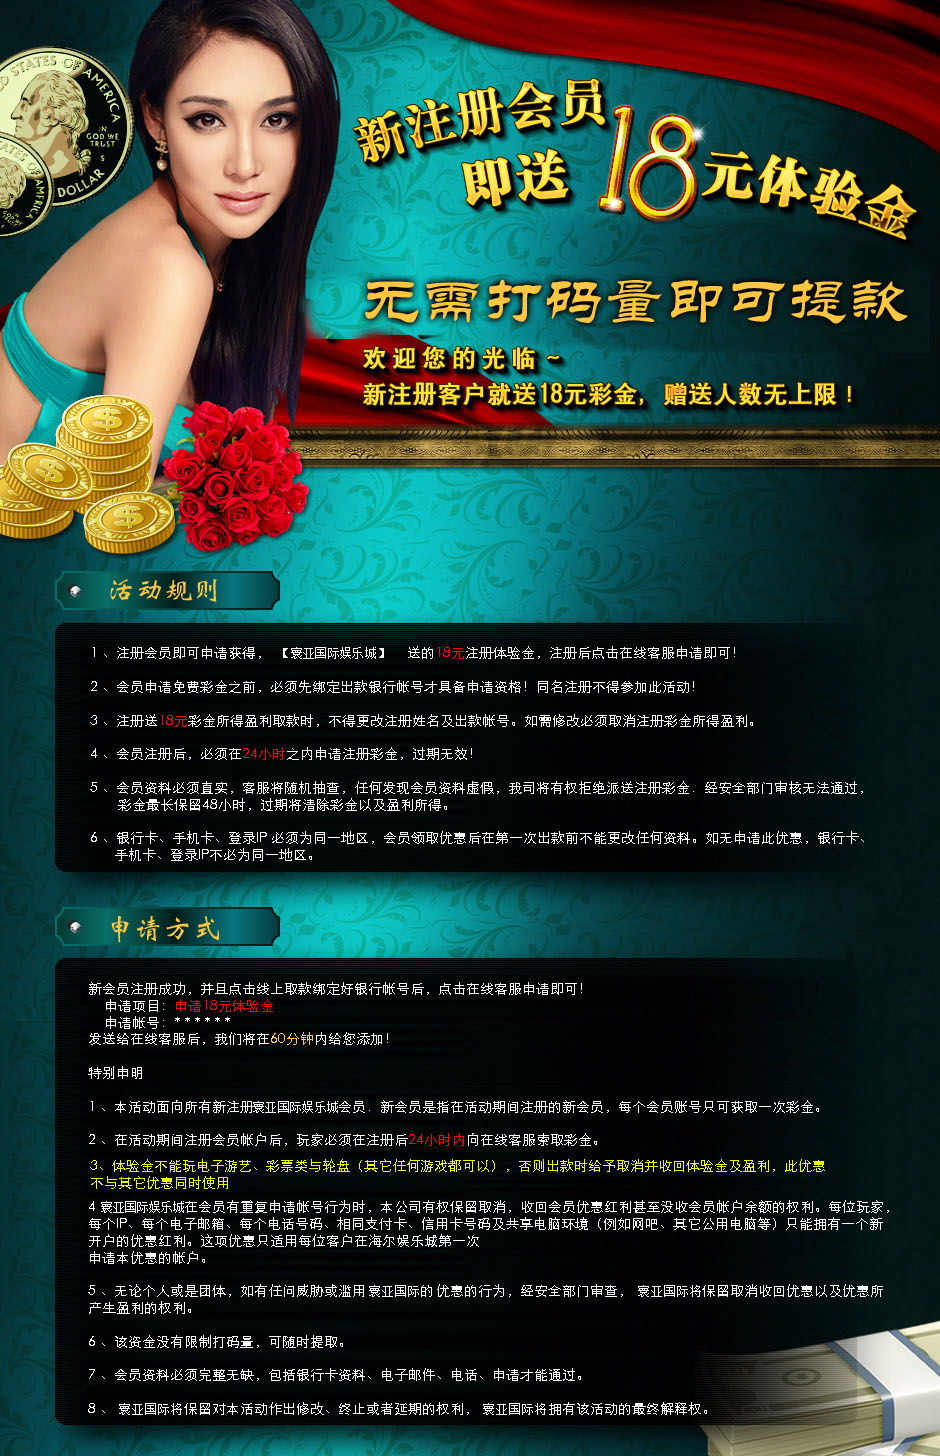 STATES OF AMERICA
IN GOD WE TRUST
S
DOLLAR
新注册会员
即送18元体验金
无需打码量即可提款
欢迎您的光临~
新注册客户就送18元彩金，赠送人数无上限！
活动规则
1、注册会员即可申请获得，【寰亚国际娱乐城】 送的18元注册体验金，注册后点击在线客服申请即可！
2、会员申请免费彩金之前，必须先绑定出款银行帐号才具备申请资格！同名注册不得参加此活动！
3、注册送18元彩金所得盈利取款时，不得更改注册姓名及出款帐号。如需修改必须取消注册彩金所得盈利。
4、会员注册后，必须在24小时之内申请注册彩金，过期无效！
5、会员资料必须真实，客服将随机抽查，任何发现会员资料虚假，我司将有权拒绝派送注册彩金．经安全部门审核无法通过，
彩金最长保留48小时，过期将清除彩金以及盈利所得。
6、银行卡、手机卡、登录IP必须为同一地区，会员领取优惠后在第一次出款前不能更改任何资料。如无申请此优惠，银行卡、
手机卡、登录IP不必为同一地区。
申请方式
新会员注册成功，并且点击线上取款绑定好银行帐号后，点击在线客服申请即可！
申请项目：申请18元体验金
申请帐号：******
发送给在线客服后，我们将在60分钟内给您添加！
特别申明
1、本活动面向所有新注册寰亚国际娱乐城会员．新会员是指在活动期间注册的新会员，每个会员账号只可获取一次彩金。
2、在活动期间注册会员帐户后，玩家必须在注册后24小时内向在线客服索取彩金。
3、体验金不能玩电子游艺、彩票类与轮盘（其它任何游戏都可以），否则出款时给予取消并收回体验金及盈利，此优惠
不与其它优惠同时使用
4 寰亚国际娱乐城在会员有重复申请帐号行为时，本公司有权保留取消，收回会员优惠红利甚至没收会员帐户余额的权利。每位玩家，
每个IP、每个电子邮箱、每个电话号码、相同支付卡、信用卡号码及共享电脑环境（例如网吧、其它公用电脑等）只能拥有一个新
开户的优惠红利。这项优惠只适用每位客户在海尔娱乐城第一次
申请本优惠的帐户。
5、无论个人或是团体，如有任问威胁或滥用寰亚国际的优惠的行为，经安全部门审查， 寰亚国际将保留取消收回优惠以及优惠所
产生盈利的权利。
6、该资金没有限制打码量，可随时提取。
7、会员资料必须完整无缺，包括银行卡资料、电子邮件、电话、申请才能通过。
8、 寰亚国际将保留对本活动作出修改、终止或者延期的权利， 寰亚国际将拥有该活动的最终解释权。